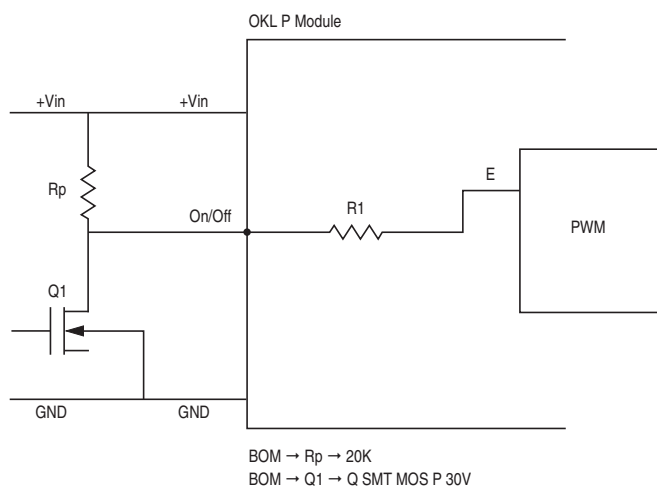 OKL P Module
+Vin
+Vin
Rp
On/Off
R1
E
PWM
Q1
GND
GND
BOM → Rp → 20K
BOM → Q1 → Q SMT MOS P 30V